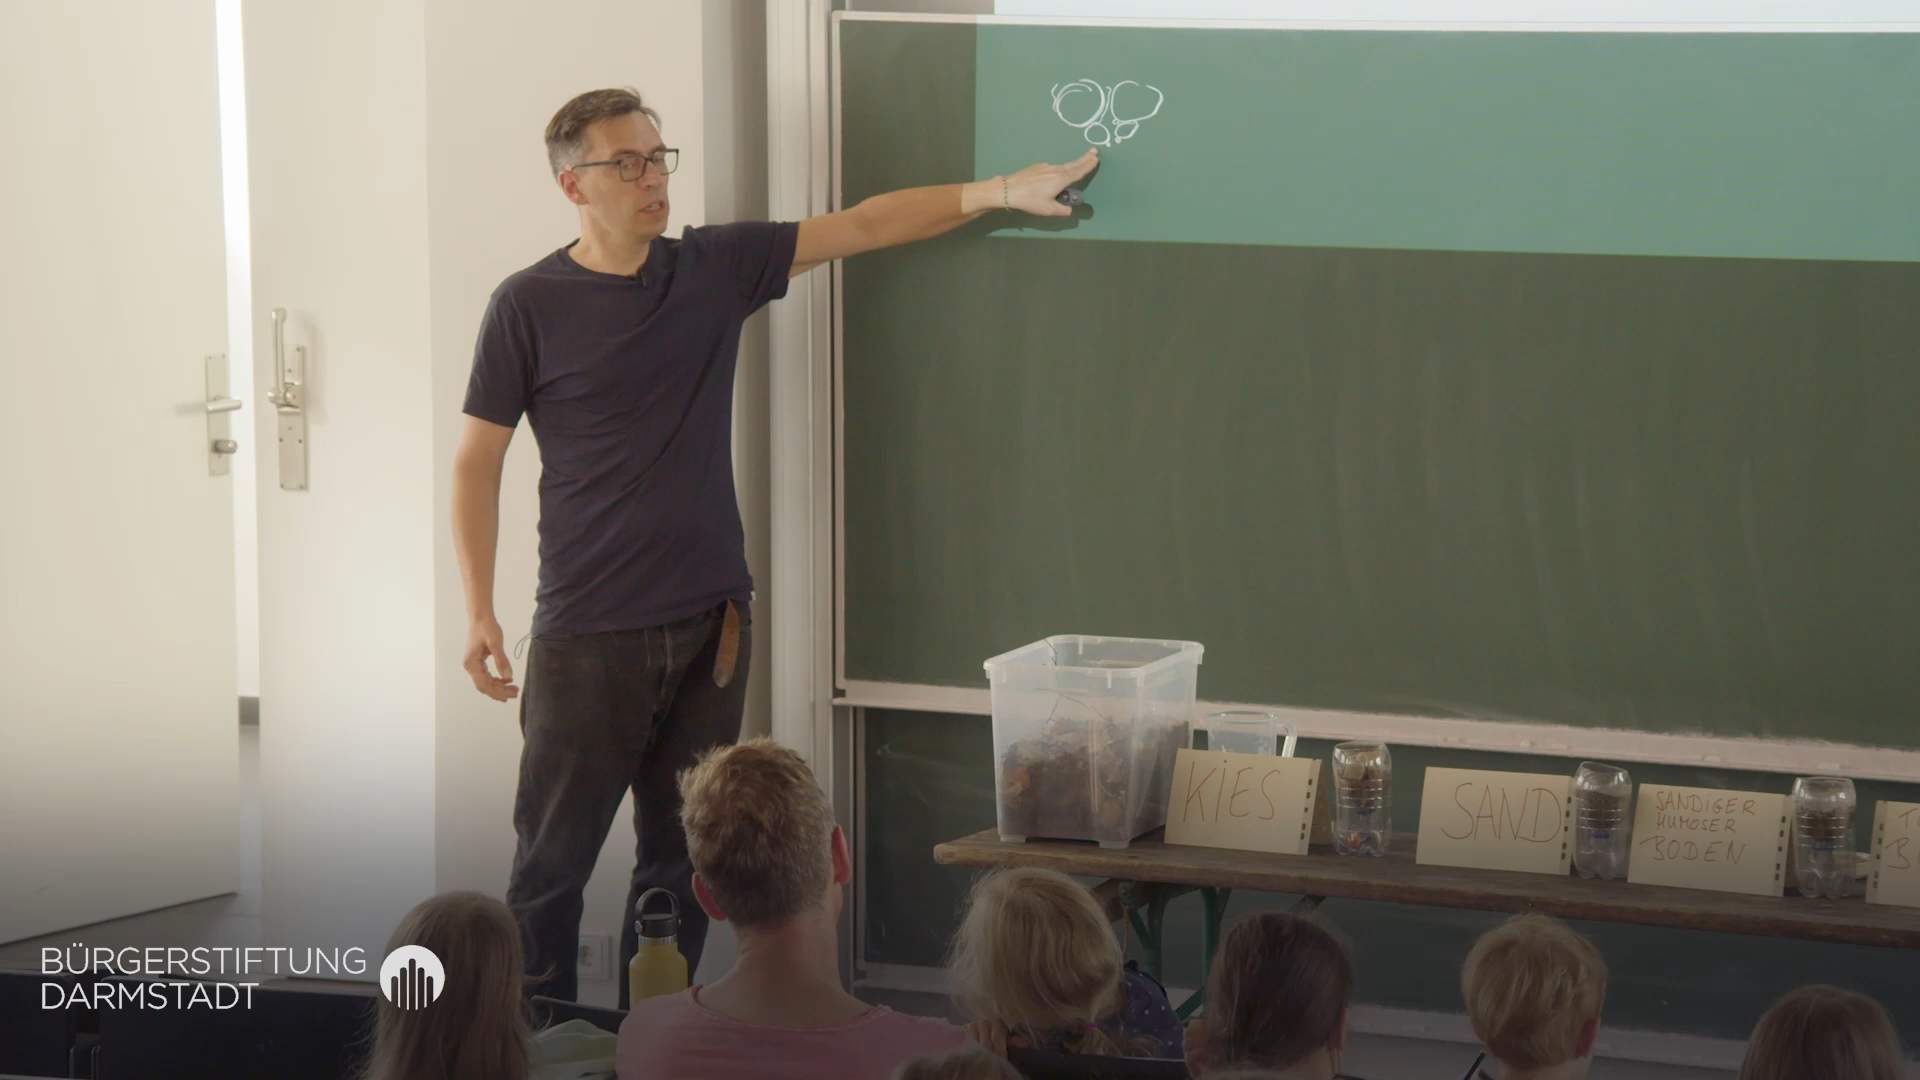 KIES
SAND
SANDIGER
HUMOSER
BODEN
BÜRGERSTIFTUNG
DARMSTADT